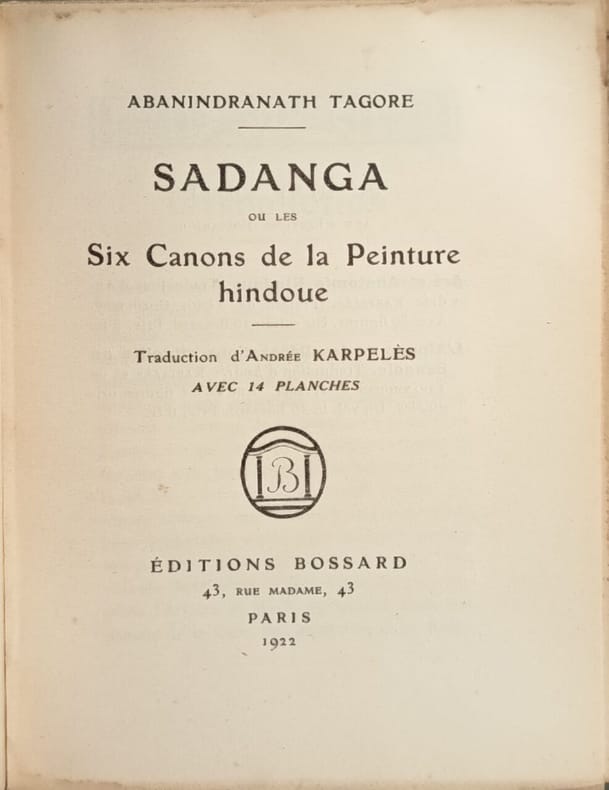 ABANINDRANATH TAGORE
SADANGA
OU LES
Six Canons de la Peinture
hindoue
Traduction d'ANDRÉE KARPELÈS
AVEC 14 PLANCHES
B
ÉDITIONS BOSSARD
43, RUE MADAME, 43
PARIS
1922